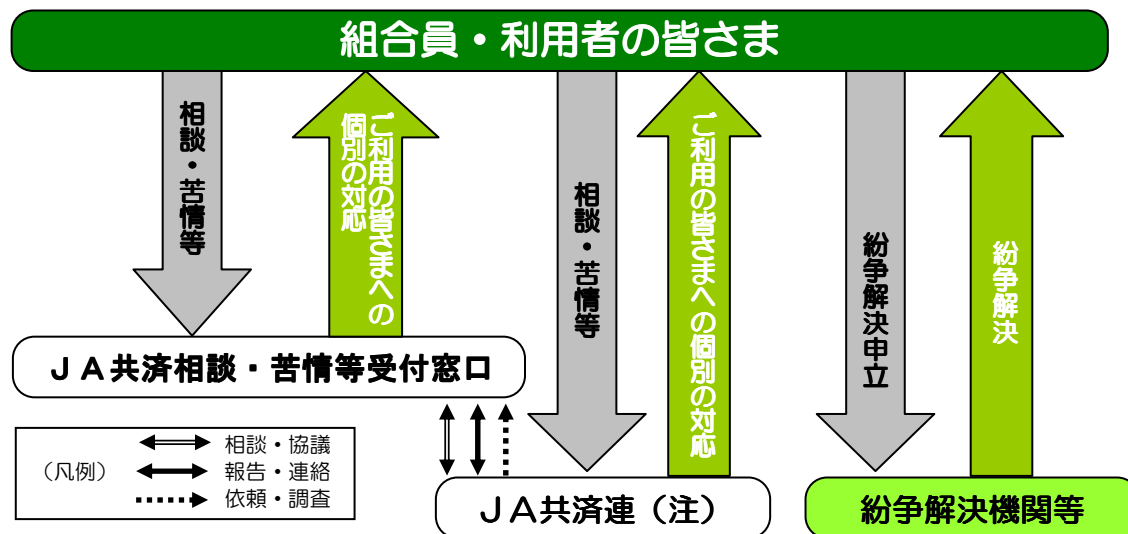 組合員・利用者の皆さま
相談・苦情等
ご利用の皆さまへの
個別の対応
相談・苦情等
ご利用の皆さまへの個別の対応
紛争解決申立
紛争解決
ＪＡ共済相談・苦情等受付窓口
（凡例）
相談・協議
報告・連絡
依頼・調査
ＪＡ共済連（注）
紛争解決機関等